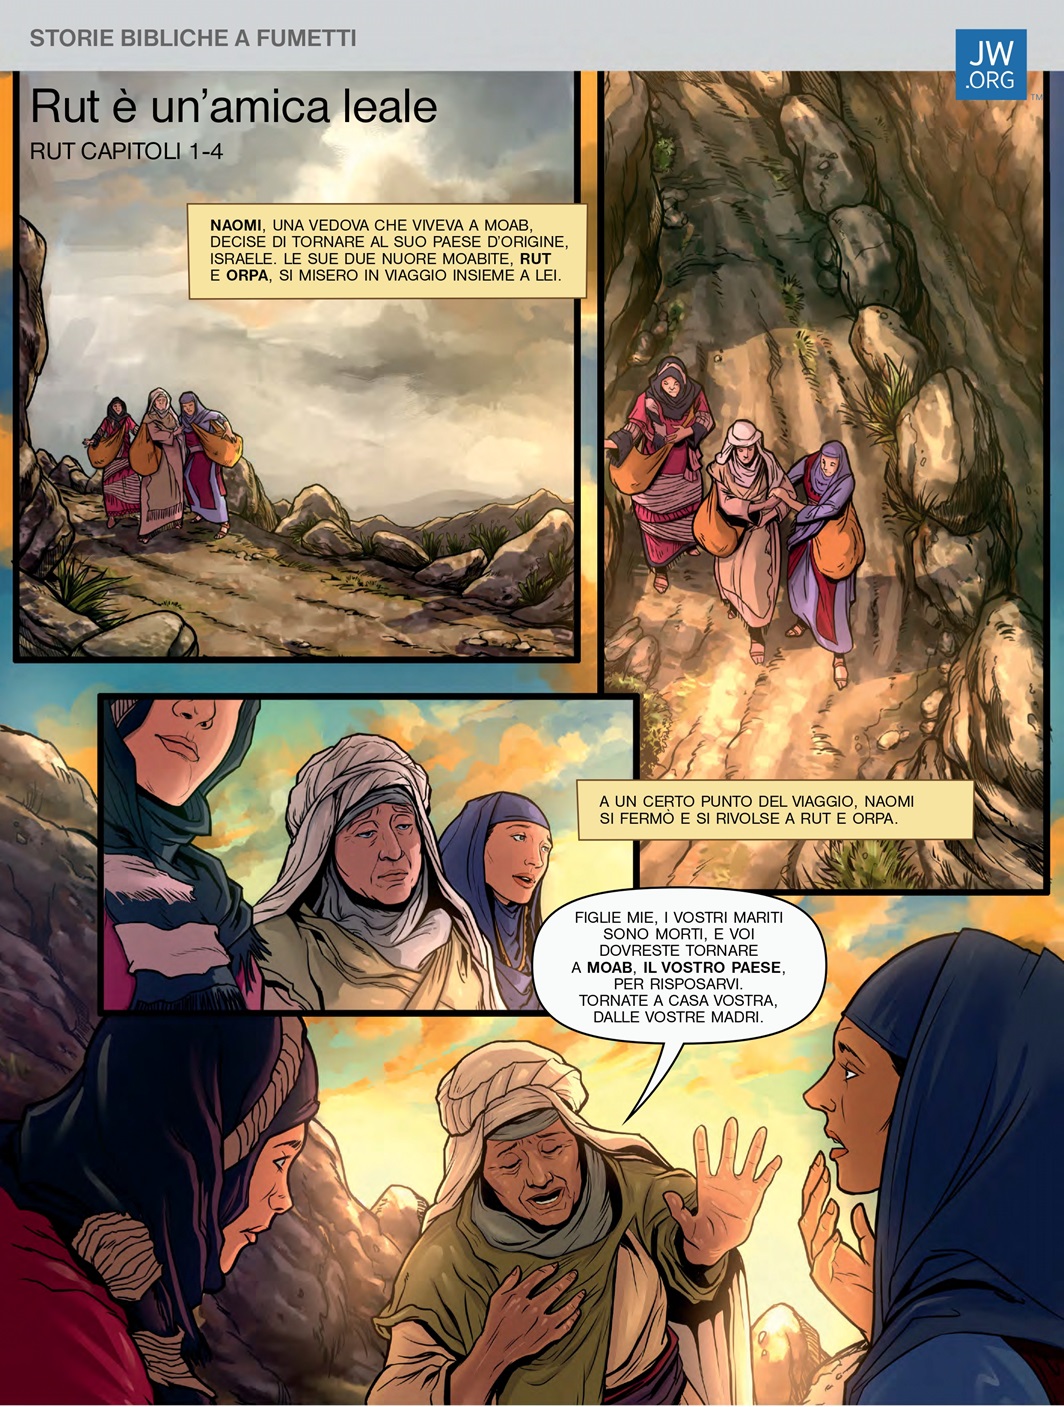 STORIE BIBLICHE A FUMETTI
JW
.ORG
TM
Rut è un'amica leale
RUT CAPITOLI 1-4
NAOMI, UNA VEDOVA CHE VIVEVA A MOAB,
DECISE DI TORNARE AL SUO PAESE D'ORIGINE,
ISRAELE. LE SUE DUE NUORE MOABITE, RUT
E ORPA, SI MISERO IN VIAGGIO INSIEME A LEI.
A UN CERTO PUNTO DEL VIAGGIO, NAOMI
SI FERMÒ E SI RIVOLSE A RUT E ORPA.
FIGLIE MIE, I VOSTRI MARITI
SONO MORTI, E VOI
DOVRESTE TORNARE
A MOAB, IL VOSTRO PAESE,
PER RISPOSARVI.
TORNATE A CASA VOSTRA,
DALLE VOSTRE MADRI.